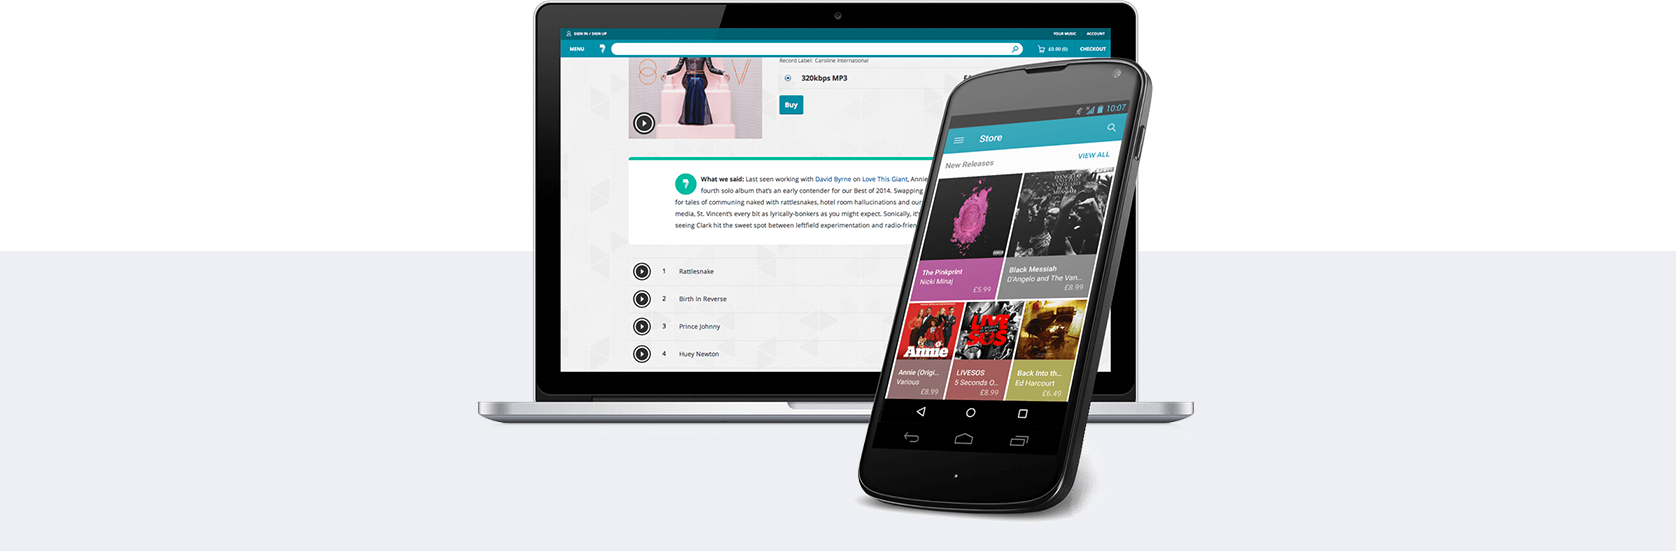 SIGN IN / SIGN UP
YOUR MUSIC
ACCOUNT
MENU
£0.00 (0)
CHECKOUT
Record Label: Caroline International
320kbps MP3
Buy
What we said: Last seen working with David Byrne on Love This Giant, Annie
fourth solo album that's an early contender for our Best of 2014. Swapping
for tales of communing naked with rattlesnakes, hotel room hallucinations and our
media, St. Vincent's every bit as lyrically-bonkers as you might expect. Sonically, it's
seeing Clark hit the sweet spot between leftfield experimentation and radio-frien
1 Rattlesnake
2 Birth In Reverse
3 Prince Johnny
4 Huey Newton
10:07
Store
New Releases
VIEW ALL
BLACK
MESSIAH
The Pinkprint
Nicki Minaj
£5.99
Black Messiah
D'Angelo and The Van...
£8.99
Annie
LIVE
SOS
Annie (Origi...
Various
£8.99
LIVESOS
5 Seconds O...
£8.99
Back Into th...
Ed Harcourt
£6.49